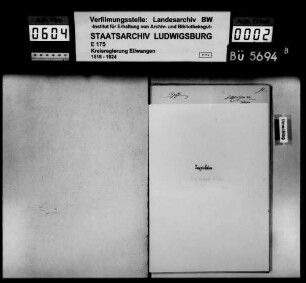 Verfilmungsstelle: Landesarchiv BW
-Institut für Erhaltung von Archiv- und Bibliotheksgut-
STAATSARCHIV LUDWIGSBURG
E 175
Kreisregierung Ellwangen
1818 - 1924
0604
0002
BÜ 5694
Umschlag